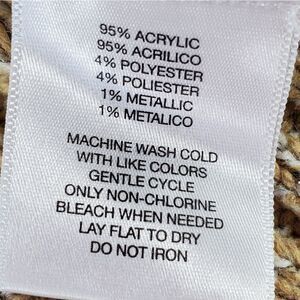 95% ACRYLIC
95% ACRILICO
4% POLYESTER
4% POLIESTER
1% METALLIC
1% METALICO
MACHINE WASH COLD
WITH LIKE COLORS
GENTLE CYCLE
ONLY NON-CHLORINE
BLEACH WHEN NEEDED
LAY FLAT TO DRY
DO NOT IRON